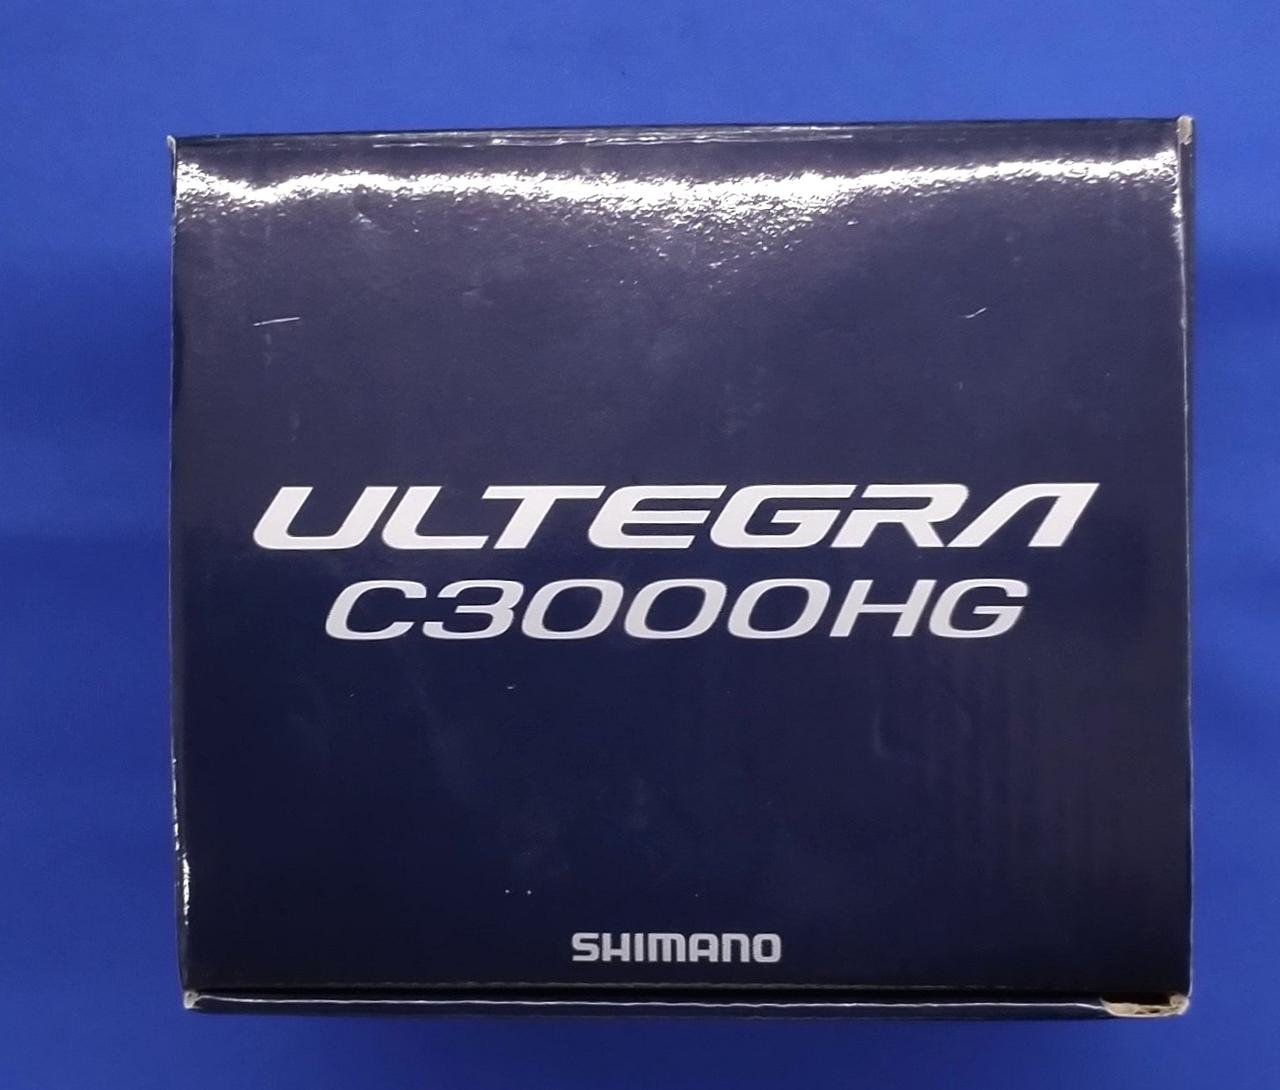 ULTEGRA
C3000HG
SHIMANO